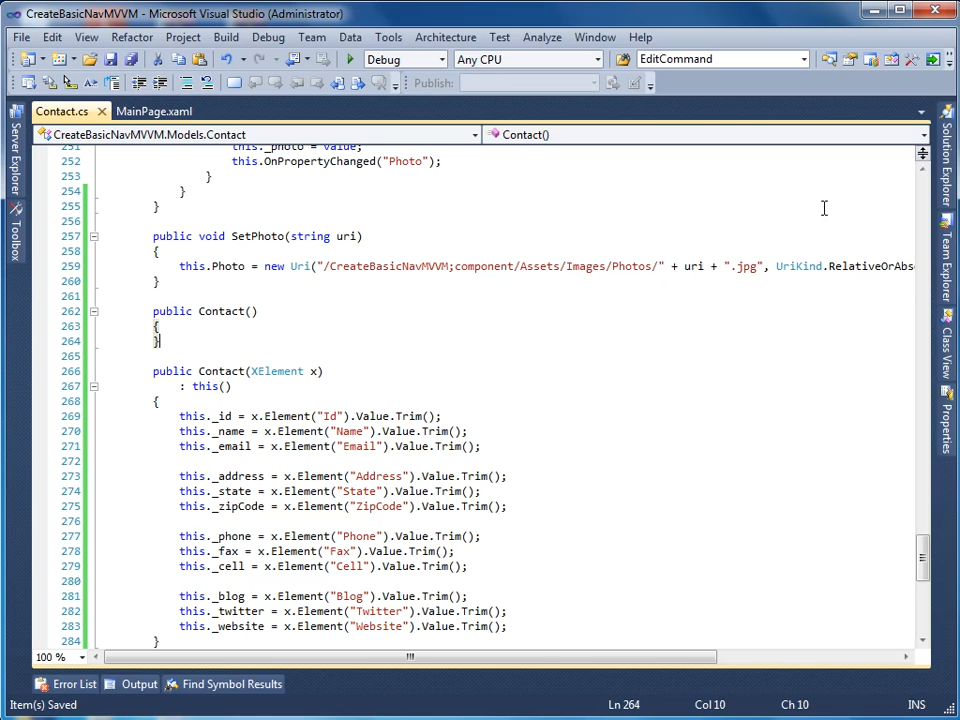 CreateBasicNavMVVM - Microsoft Visual Studio (Administrator)
File Edit View Refactor Project Build Debug Team Data Tools Architecture Test Analyze Window Help
Debug Any CPU EditCommand
Publish:
Contact.cs MainPage.xaml
CreateBasicNavMVVM.Models.Contact Contact()
251 this._photo = value;
252 this.OnPropertyChanged("Photo");
253 }
254 }
255 }
256
257 public void SetPhoto(string uri)
258 {
259 this.Photo = new Uri("/CreateBasicNavMVVM;component/Assets/Images/Photos/" + uri + ".jpg", UriKind.RelativeOrAbs
260 }
261
262 public Contact()
263 {
264 }
265
266 public Contact(XElement x)
267 : this()
268 {
269 this._id = x.Element("Id").Value.Trim();
270 this._name = x.Element("Name").Value.Trim();
271 this._email = x.Element("Email").Value.Trim();
272
273 this._address = x.Element("Address").Value.Trim();
274 this._state = x.Element("State").Value.Trim();
275 this._zipCode = x.Element("ZipCode").Value.Trim();
276
277 this._phone = x.Element("Phone").Value.Trim();
278 this._fax = x.Element("Fax").Value.Trim();
279 this._cell = x.Element("Cell").Value.Trim();
280
281 this._blog = x.Element("Blog").Value.Trim();
282 this._twitter = x.Element("Twitter").Value.Trim();
283 this._website = x.Element("Website").Value.Trim();
284 }
100 %
Server Explorer
Toolbox
Solution Explorer
Team Explorer
Class View
Properties
Error List Output Find Symbol Results
Item(s) Saved Ln 264 Col 10 Ch 10 INS